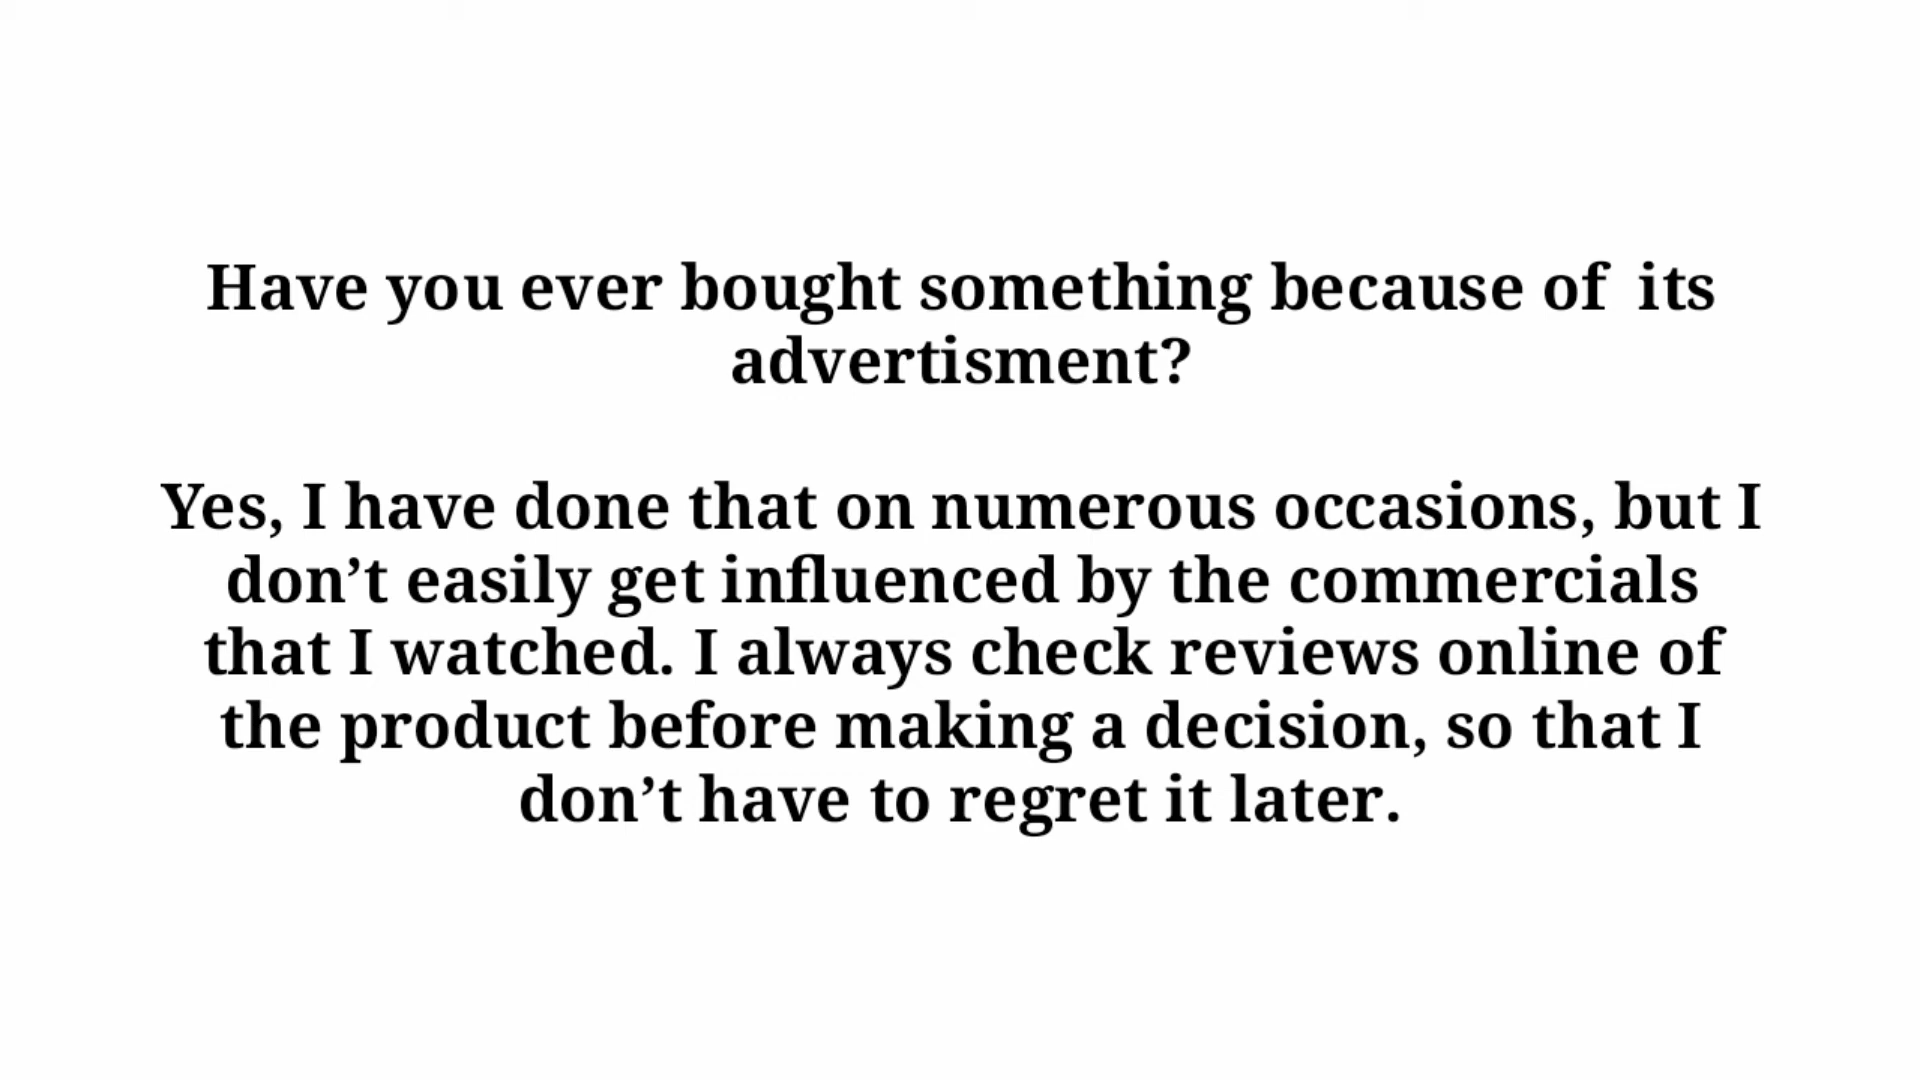 Have you ever bought something because of  its
advertisment?
Yes, I have done that on numerous occasions, but I
don’t easily get influenced by the commercials
that I watched. I always check reviews online of
the product before making a decision, so that I
don’t have to regret it later.